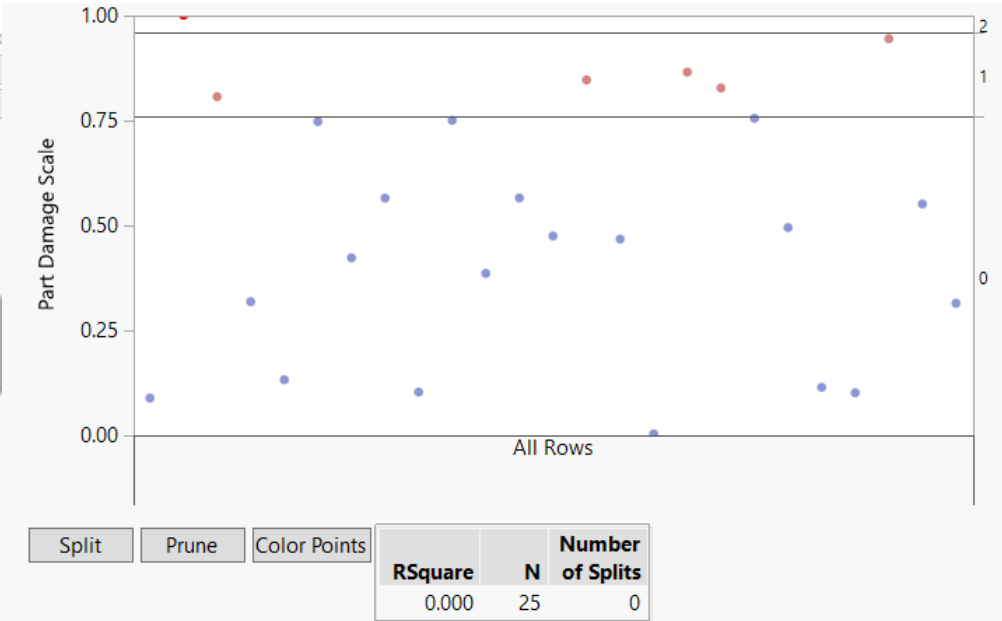 Part Damage Scale
1.00
0.75
0.50
0.25
0.00
2
1
0
All Rows
Split
Prune
Color Points
RSquare N Number of Splits
0.000 25 0